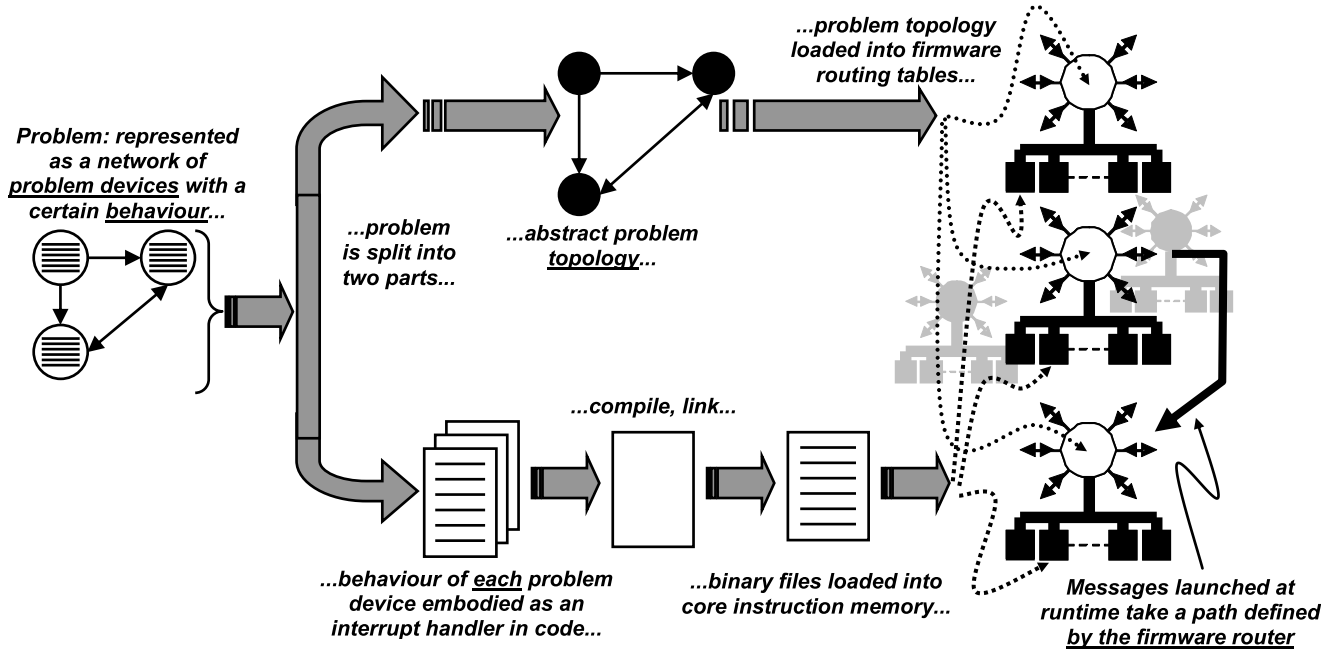 Problem: represented
as a network of
problem devices with a
certain behaviour...
...problem
is split into
two parts...
...abstract problem
topology...
...problem topology
loaded into firmware
routing tables...
...compile, link...
...behaviour of each problem
device embodied as an
interrupt handler in code...
...binary files loaded into
core instruction memory...
Messages launched at
runtime take a path defined
by the firmware router